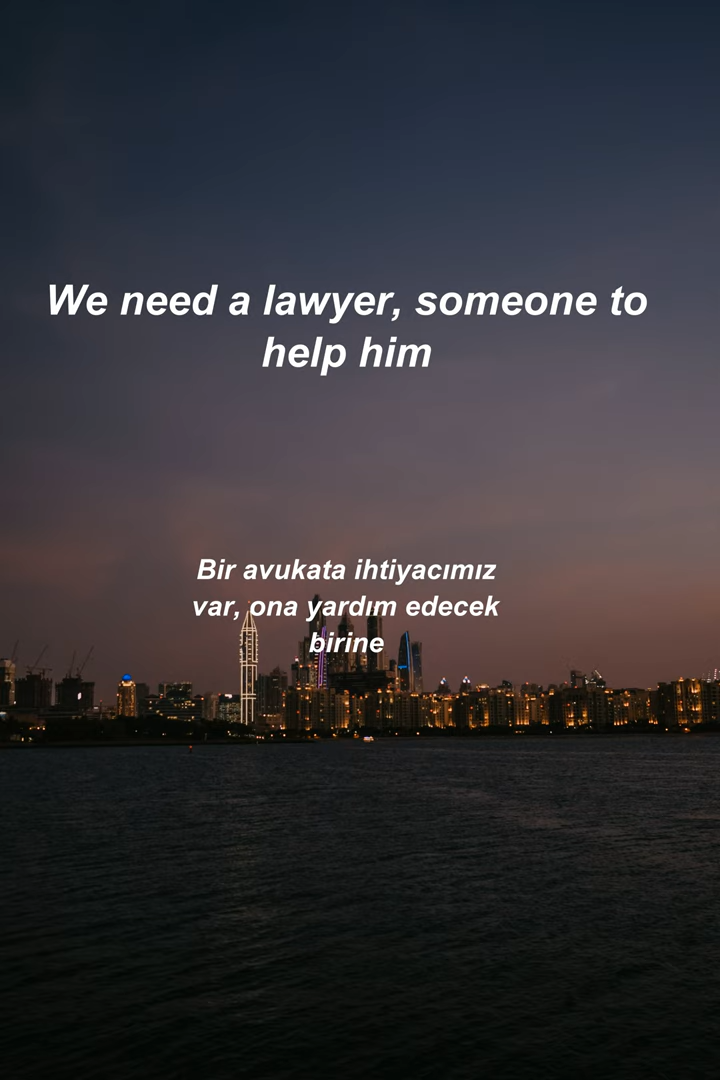 We need a lawyer, someone to
help him
Bir avukata ihtiyacımız
var, ona yardım edecek
birine